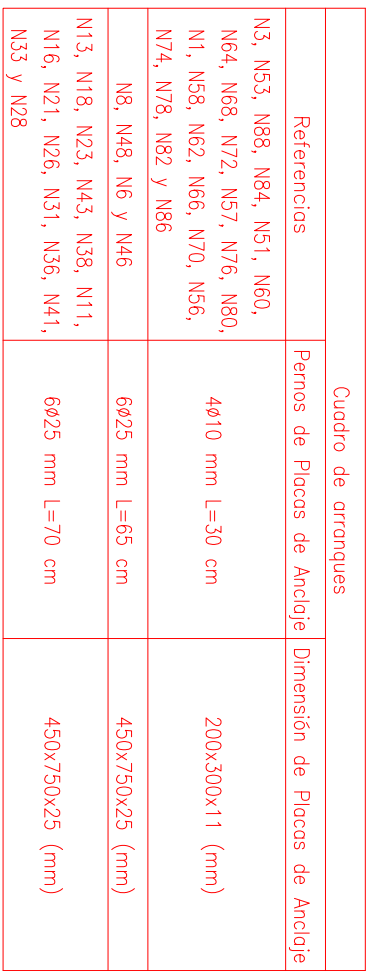 Cuadro de arranques
Referencias
Pernos de Placas de Anclaje
Dimensión de Placas de Anclaje
N3, N53, N88, N84, N51, N60,
N64, N68, N72, N57, N76, N80,
N1, N58, N62, N66, N70, N56,
N74, N78, N82 y N86
4Ø10 mm L=30 cm
200x300x11 (mm)
N8, N48, N6 y N46
6Ø25 mm L=65 cm
450x750x25 (mm)
N13, N18, N23, N43, N38, N11,
N16, N21, N26, N31, N36, N41,
N33 y N28
6Ø25 mm L=70 cm
450x750x25 (mm)